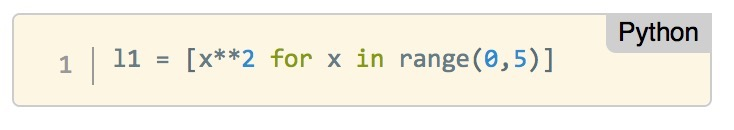 Python
1 l1 = [x**2 for x in range(0,5)]